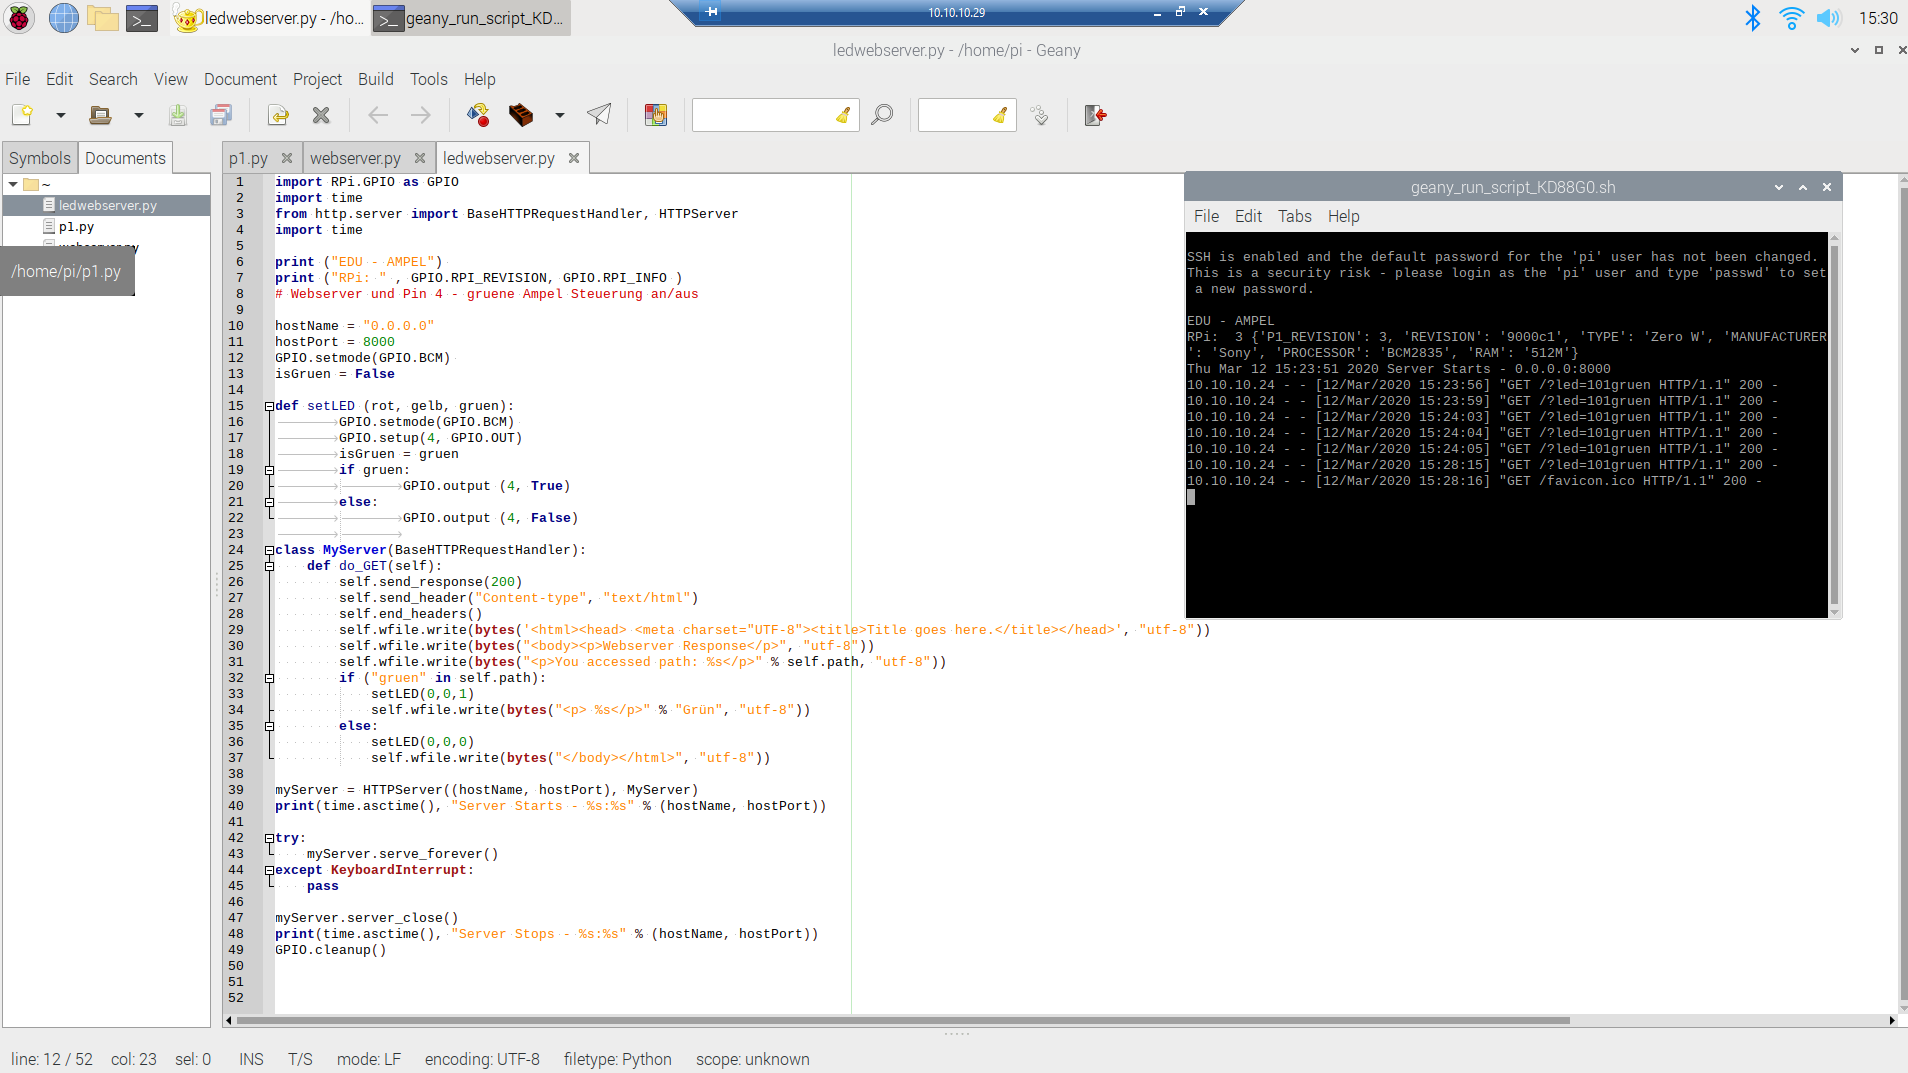 ledwebserver.py - /ho...
geany_run_script_KD...
10.10.10.29
15:30
ledwebserver.py - /home/pi - Geany
File Edit Search View Document Project Build Tools Help
Symbols Documents
p1.py webserver.py ledwebserver.py
~
ledwebserver.py
p1.py
webserver.py
/home/pi/p1.py
1 import RPi.GPIO as GPIO
2 import time
3 from http.server import BaseHTTPRequestHandler, HTTPServer
4 import time
5
6 print ("EDU - AMPEL")
7 print ("RPi: " , GPIO.RPI_REVISION, GPIO.RPI_INFO )
8 # Webserver und Pin 4 - gruene Ampel Steuerung an/aus
9
10 hostName = "0.0.0.0"
11 hostPort = 8000
12 GPIO.setmode(GPIO.BCM)
13 isGruen = False
14
15 def setLED (rot, gelb, gruen):
16 GPIO.setmode(GPIO.BCM)
17 GPIO.setup(4, GPIO.OUT)
18 isGruen = gruen
19 if gruen:
20 GPIO.output (4, True)
21 else:
22 GPIO.output (4, False)
23
24 class MyServer(BaseHTTPRequestHandler):
25 def do_GET(self):
26 self.send_response(200)
27 self.send_header("Content-type", "text/html")
28 self.end_headers()
29 self.wfile.write(bytes('<html><head> <meta charset="UTF-8"><title>Title goes here.</title></head>', "utf-8"))
30 self.wfile.write(bytes("<body><p>Webserver Response</p>", "utf-8"))
31 self.wfile.write(bytes("<p>You accessed path: %s</p>" % self.path, "utf-8"))
32 if ("gruen" in self.path):
33 setLED(0,0,1)
34 self.wfile.write(bytes("<p> %s</p>" % "Grün", "utf-8"))
35 else:
36 setLED(0,0,0)
37 self.wfile.write(bytes("</body></html>", "utf-8"))
38
39 myServer = HTTPServer((hostName, hostPort), MyServer)
40 print(time.asctime(), "Server Starts - %s:%s" % (hostName, hostPort))
41
42 try:
43 myServer.serve_forever()
44 except KeyboardInterrupt:
45 pass
46
47 myServer.server_close()
48 print(time.asctime(), "Server Stops - %s:%s" % (hostName, hostPort))
49 GPIO.cleanup()
50
51
52
geany_run_script_KD88G0.sh
File Edit Tabs Help
SSH is enabled and the default password for the 'pi' user has not been changed.
This is a security risk - please login as the 'pi' user and type 'passwd' to set
a new password.
EDU - AMPEL
RPi:  3 {'P1_REVISION': 3, 'REVISION': '9000c1', 'TYPE': 'Zero W', 'MANUFACTURER
': 'Sony', 'PROCESSOR': 'BCM2835', 'RAM': '512M'}
Thu Mar 12 15:23:51 2020 Server Starts - 0.0.0.0:8000
10.10.10.24 - - [12/Mar/2020 15:23:56] "GET /?led=101gruen HTTP/1.1" 200 -
10.10.10.24 - - [12/Mar/2020 15:23:59] "GET /?led=101gruen HTTP/1.1" 200 -
10.10.10.24 - - [12/Mar/2020 15:24:03] "GET /?led=101gruen HTTP/1.1" 200 -
10.10.10.24 - - [12/Mar/2020 15:24:04] "GET /?led=101gruen HTTP/1.1" 200 -
10.10.10.24 - - [12/Mar/2020 15:24:05] "GET /?led=101gruen HTTP/1.1" 200 -
10.10.10.24 - - [12/Mar/2020 15:28:15] "GET /?led=101gruen HTTP/1.1" 200 -
10.10.10.24 - - [12/Mar/2020 15:28:16] "GET /favicon.ico HTTP/1.1" 200 -
line: 12 / 52 col: 23 sel: 0 INS T/S mode: LF encoding: UTF-8 filetype: Python scope: unknown